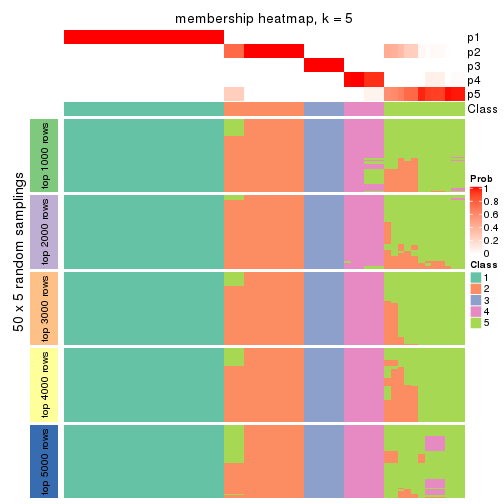 membership heatmap, k = 5
p1
p2
p3
p4
p5
Class
50 x 5 random samplings
top 1000 rows
top 2000 rows
top 3000 rows
top 4000 rows
top 5000 rows
Prob
1
0.8
0.6
0.4
0.2
0
Class
1
2
3
4
5